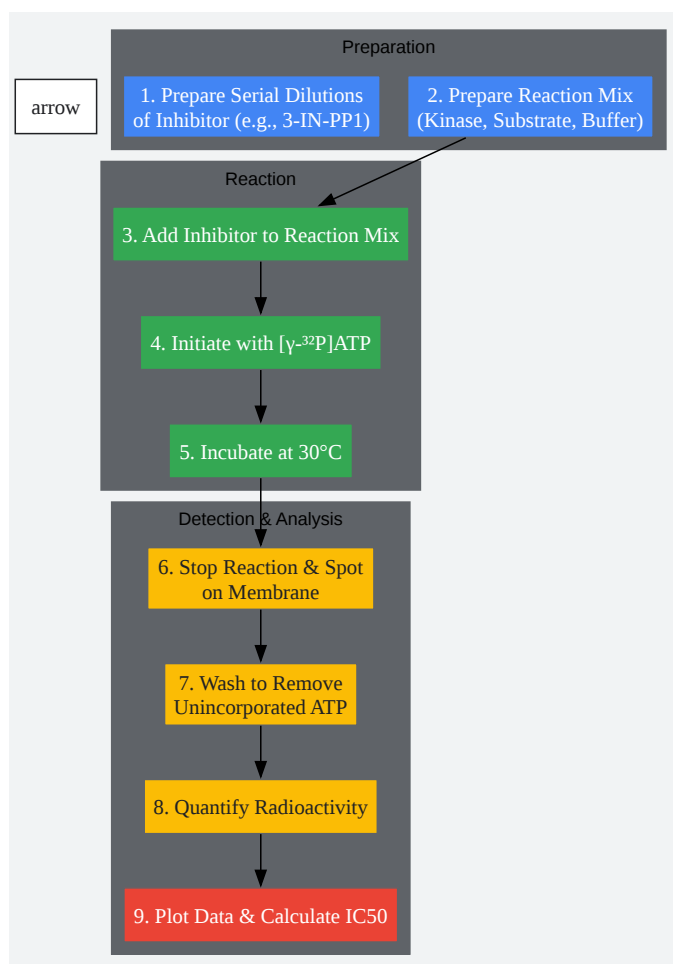 Preparation
arrow
1. Prepare Serial Dilutions
of Inhibitor (e.g., 3-IN-PP1)
2. Prepare Reaction Mix
(Kinase, Substrate, Buffer)
Reaction
3. Add Inhibitor to Reaction Mix
4. Initiate with [γ-³²P]ATP
5. Incubate at 30°C
Detection & Analysis
6. Stop Reaction & Spot
on Membrane
7. Wash to Remove
Unincorporated ATP
8. Quantify Radioactivity
9. Plot Data & Calculate IC50